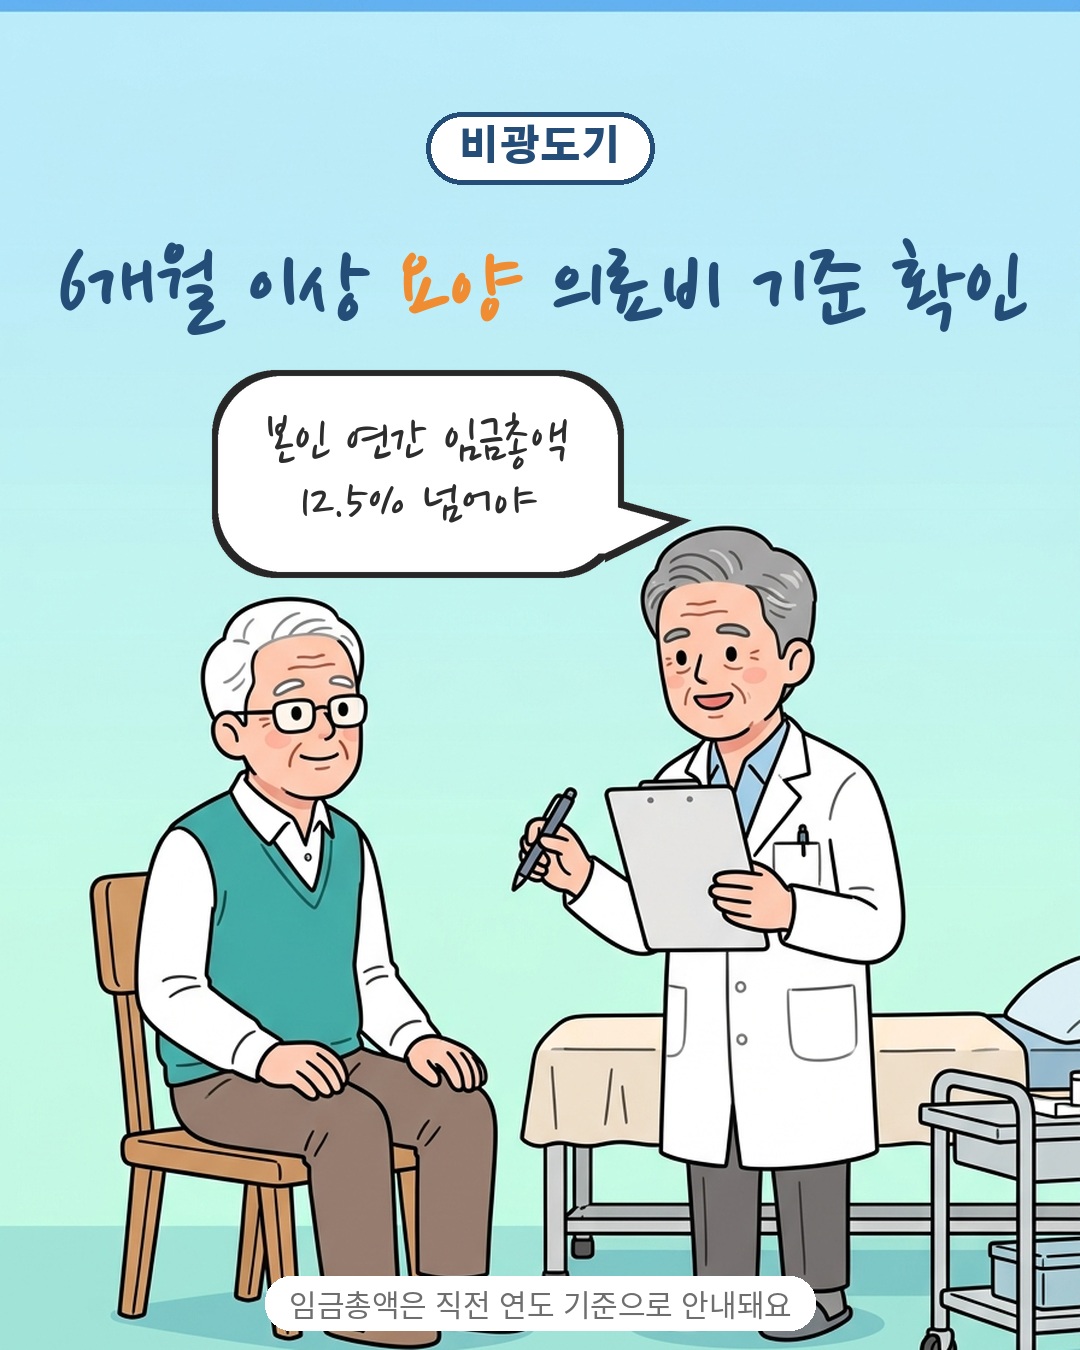 비광도기
6개월 이상 요양 의료비 기준 확인
본인 연간 임금총액
12.5% 넘어야
임금총액은 직전 연도 기준으로 안내돼요